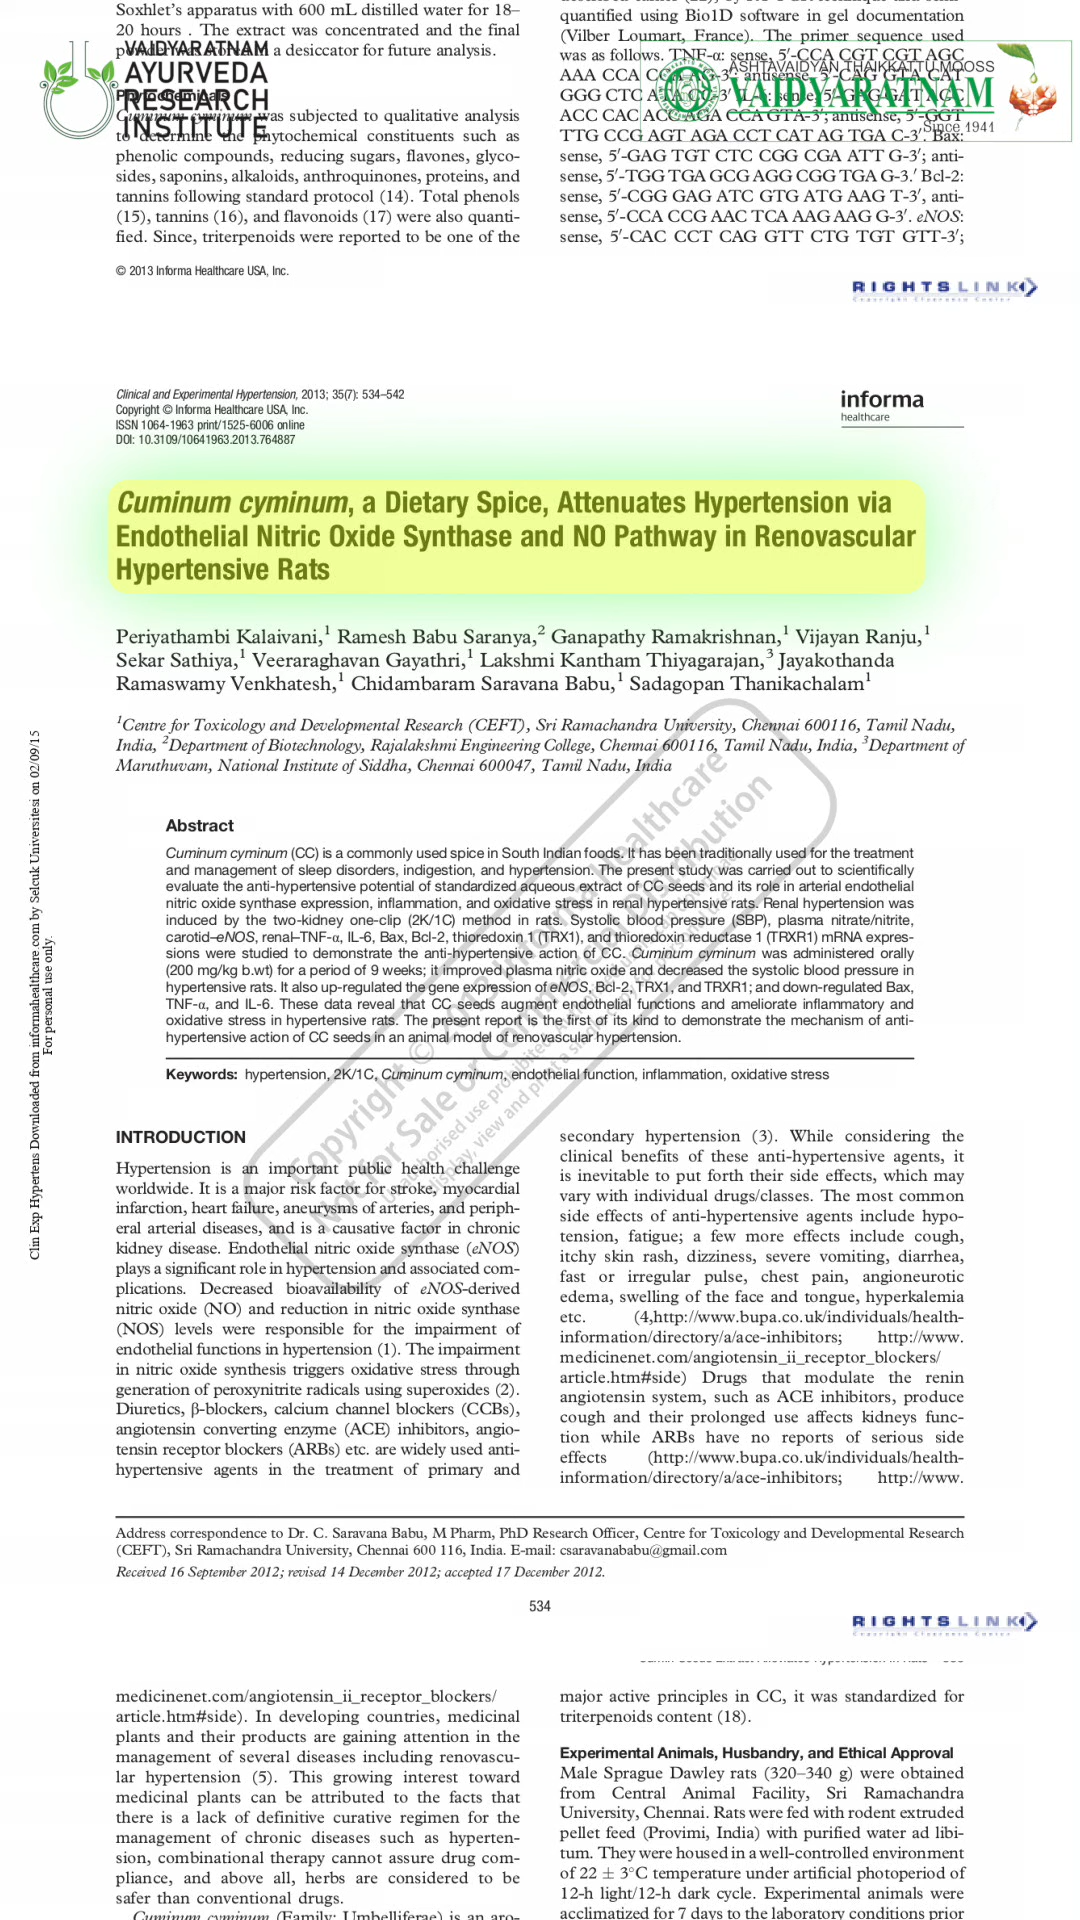 Soxhlet's apparatus with 600 mL distilled water for 18–
20 hours . The extract was concentrated and the final
a desiccator for future analysis.
Phytochemicals
Cuminum cyminum was subjected to qualitative analysis
to determine the phytochemical constituents such as
phenolic compounds, reducing sugars, flavones, glyco-
sides, saponins, alkaloids, anthroquinones, proteins, and
tannins following standard protocol (14). Total phenols
(15), tannins (16), and flavonoids (17) were also quanti-
fied. Since, triterpenoids were reported to be one of the
VAIDYARATNAM
AYURVEDA
RESEARCH
INSTITUTE
quantified using Bio1D software in gel documentation
(Vilber Loumart, France). The primer sequence used
was as follows. TNF-α: sense, 5′-CCA CGT CGT AGC
AAA CCA
GGG CTC
ACC CAC
TTG CCG AGT AGA CCT CAT AG TGA C-3′. Bax:
sense, 5′-GAG TGT CTC CGG CGA ATT G-3′; anti-
sense, 5′-TGG TGA GCG AGG CGG TGA G-3.′ Bcl-2:
sense, 5′-CGG GAG ATC GTG ATG AAG T-3′, anti-
sense, 5′-CCA CCG AAC TCA AAG AAG G-3′. eNOS:
sense, 5′-CAC CCT CAG GTT CTG TGT GTT-3′;
ASHTAVAIDYAN THAIKKATTU MOOSS
VAIDYARATNAM
Since 1941
© 2013 Informa Healthcare USA, Inc.
RIGHTSLINK
Copyright Clearance Center
Clinical and Experimental Hypertension, 2013; 35(7): 534–542
Copyright © Informa Healthcare USA, Inc.
ISSN 1064-1963 print/1525-6006 online
DOI: 10.3109/10641963.2013.764887
informa
healthcare
Cuminum cyminum, a Dietary Spice, Attenuates Hypertension via
Endothelial Nitric Oxide Synthase and NO Pathway in Renovascular
Hypertensive Rats
Periyathambi Kalaivani,1 Ramesh Babu Saranya,2 Ganapathy Ramakrishnan,1 Vijayan Ranju,1
Sekar Sathiya,1 Veeraraghavan Gayathri,1 Lakshmi Kantham Thiyagarajan,3 Jayakothanda
Ramaswamy Venkhatesh,1 Chidambaram Saravana Babu,1 Sadagopan Thanikachalam1
1Centre for Toxicology and Developmental Research (CEFT), Sri Ramachandra University, Chennai 600116, Tamil Nadu,
India, 2Department of Biotechnology, Rajalakshmi Engineering College, Chennai 600116, Tamil Nadu, India, 3Department of
Maruthuvam, National Institute of Siddha, Chennai 600047, Tamil Nadu, India
Abstract
Cuminum cyminum (CC) is a commonly used spice in South Indian foods. It has been traditionally used for the treatment
and management of sleep disorders, indigestion, and hypertension. The present study was carried out to scientifically
evaluate the anti-hypertensive potential of standardized aqueous extract of CC seeds and its role in arterial endothelial
nitric oxide synthase expression, inflammation, and oxidative stress in renal hypertensive rats. Renal hypertension was
induced by the two-kidney one-clip (2K/1C) method in rats. Systolic blood pressure (SBP), plasma nitrate/nitrite,
carotid–eNOS, renal–TNF-α, IL-6, Bax, Bcl-2, thioredoxin 1 (TRX1), and thioredoxin reductase 1 (TRXR1) mRNA expres-
sions were studied to demonstrate the anti-hypertensive action of CC. Cuminum cyminum was administered orally
(200 mg/kg b.wt) for a period of 9 weeks; it improved plasma nitric oxide and decreased the systolic blood pressure in
hypertensive rats. It also up-regulated the gene expression of eNOS, Bcl-2, TRX1, and TRXR1; and down-regulated Bax,
TNF-α, and IL-6. These data reveal that CC seeds augment endothelial functions and ameliorate inflammatory and
oxidative stress in hypertensive rats. The present report is the first of its kind to demonstrate the mechanism of anti-
hypertensive action of CC seeds in an animal model of renovascular hypertension.
Keywords: hypertension, 2K/1C, Cuminum cyminum, endothelial function, inflammation, oxidative stress
Copyright © 2012 Informa Healthcare
Not for Sale or Commercial Distribution
Unauthorised use prohibited.
display, view and print a single copy for personal use
Clin Exp Hypertens Downloaded from informahealthcare.com by Selcuk Universitesi on 02/09/15
For personal use only.
INTRODUCTION
Hypertension is an important public health challenge
worldwide. It is a major risk factor for stroke, myocardial
infarction, heart failure, aneurysms of arteries, and periph-
eral arterial diseases, and is a causative factor in chronic
kidney disease. Endothelial nitric oxide synthase (eNOS)
plays a significant role in hypertension and associated com-
plications. Decreased bioavailability of eNOS-derived
nitric oxide (NO) and reduction in nitric oxide synthase
(NOS) levels were responsible for the impairment of
endothelial functions in hypertension (1). The impairment
in nitric oxide synthesis triggers oxidative stress through
generation of peroxynitrite radicals using superoxides (2).
Diuretics, β-blockers, calcium channel blockers (CCBs),
angiotensin converting enzyme (ACE) inhibitors, angio-
tensin receptor blockers (ARBs) etc. are widely used anti-
hypertensive agents in the treatment of primary and
secondary hypertension (3). While considering the
clinical benefits of these anti-hypertensive agents, it
is inevitable to put forth their side effects, which may
vary with individual drugs/classes. The most common
side effects of anti-hypertensive agents include hypo-
tension, fatigue; a few more effects include cough,
itchy skin rash, dizziness, severe vomiting, diarrhea,
fast or irregular pulse, chest pain, angioneurotic
edema, swelling of the face and tongue, hyperkalemia
etc. (4,http://www.bupa.co.uk/individuals/health-
information/directory/a/ace-inhibitors; http://www.
medicinenet.com/angiotensin_ii_receptor_blockers/
article.htm#side) Drugs that modulate the renin
angiotensin system, such as ACE inhibitors, produce
cough and their prolonged use affects kidneys func-
tion while ARBs have no reports of serious side
effects (http://www.bupa.co.uk/individuals/health-
information/directory/a/ace-inhibitors; http://www.
Address correspondence to Dr. C. Saravana Babu, M Pharm, PhD Research Officer, Centre for Toxicology and Developmental Research
(CEFT), Sri Ramachandra University, Chennai 600 116, India. E-mail: csaravanababu@gmail.com
Received 16 September 2012; revised 14 December 2012; accepted 17 December 2012.
534
RIGHTSLINK
Copyright Clearance Center
medicinenet.com/angiotensin_ii_receptor_blockers/
article.htm#side). In developing countries, medicinal
plants and their products are gaining attention in the
management of several diseases including renovascu-
lar hypertension (5). This growing interest toward
medicinal plants can be attributed to the facts that
there is a lack of definitive curative regimen for the
management of chronic diseases such as hyperten-
sion, combinational therapy cannot assure drug com-
pliance, and above all, herbs are considered to be
safer than conventional drugs.
Cuminum cyminum (Family: Umbelliferae) is an aro-
major active principles in CC, it was standardized for
triterpenoids content (18).
Experimental Animals, Husbandry, and Ethical Approval
Male Sprague Dawley rats (320–340 g) were obtained
from Central Animal Facility, Sri Ramachandra
University, Chennai. Rats were fed with rodent extruded
pellet feed (Provimi, India) with purified water ad libi-
tum. They were housed in a well-controlled environment
of 22 ± 3°C temperature under artificial photoperiod of
12-h light/12-h dark cycle. Experimental animals were
acclimatized for 7 days to the laboratory conditions prior